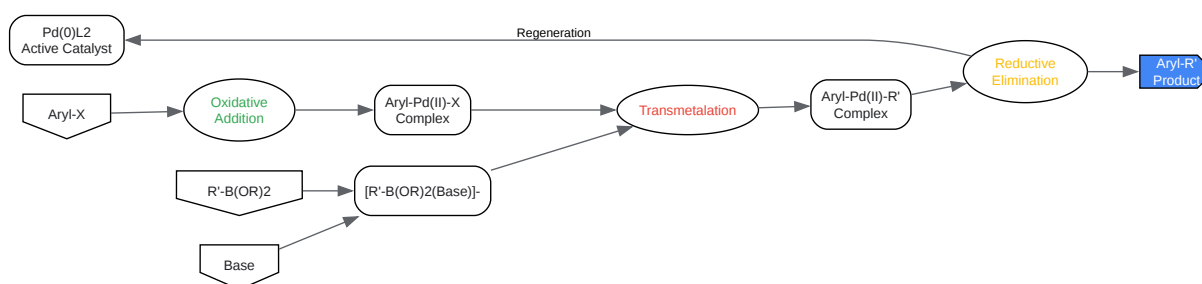 Pd(0)L2
Active Catalyst
Regeneration
Reductive
Elimination
Aryl-R'
Product
Aryl-X
Oxidative
Addition
Aryl-Pd(II)-X
Complex
Transmetalation
Aryl-Pd(II)-R'
Complex
R'-B(OR)2
[R'-B(OR)2(Base)]-
Base